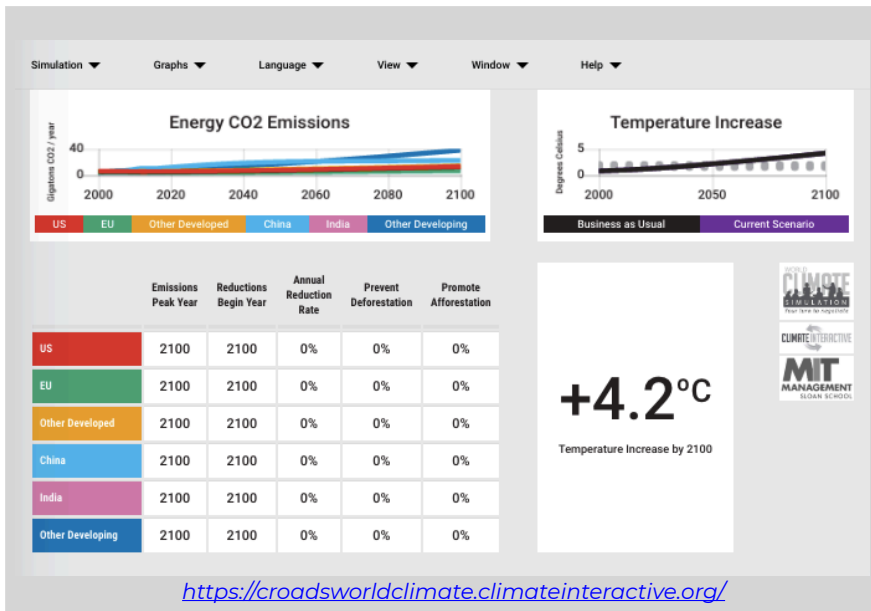 Simulation Graphs Language View Window Help
Energy CO2 Emissions
Gigatons CO2 / year
40
0
2000 2020 2040 2060 2080 2100
US EU Other Developed China India Other Developing
Temperature Increase
Degrees Celsius
5
0
2000 2050 2100
Business as Usual Current Scenario
Emissions Peak Year Reductions Begin Year Annual Reduction Rate Prevent Deforestation Promote Afforestation
US 2100 2100 0% 0% 0%
EU 2100 2100 0% 0% 0%
Other Developed 2100 2100 0% 0% 0%
China 2100 2100 0% 0% 0%
India 2100 2100 0% 0% 0%
Other Developing 2100 2100 0% 0% 0%
+4.2°C
Temperature Increase by 2100
WORLD
CLIMATE
SIMULATION
Your turn to negotiate
CLIMATE INTERACTIVE
MIT
MANAGEMENT
SLOAN SCHOOL
https://croadsworldclimate.climateinteractive.org/